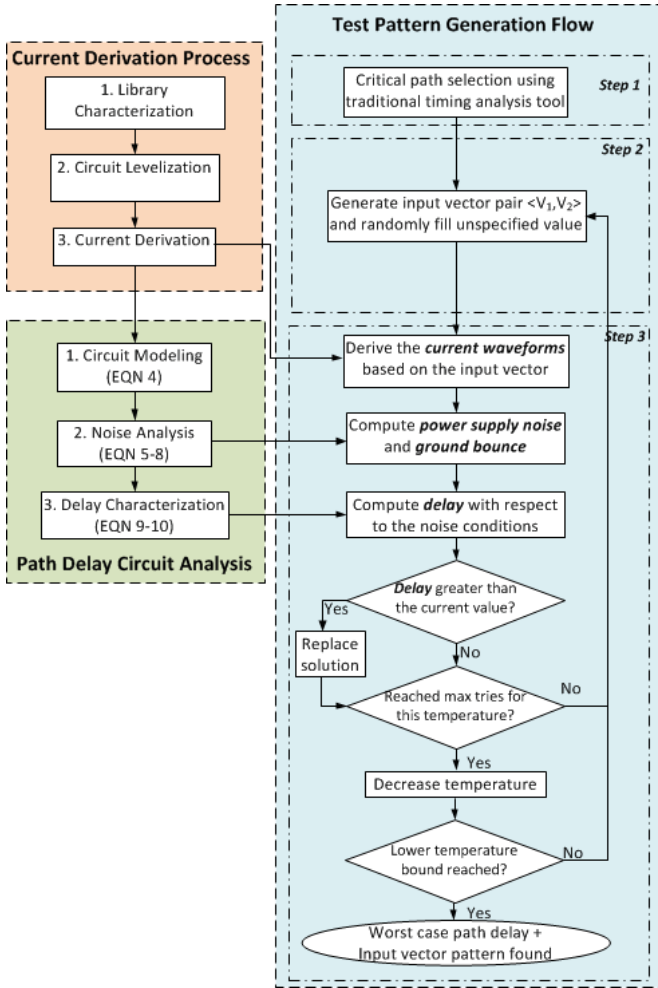 Current Derivation Process
1. Library
Characterization
2. Circuit Levelization
3. Current Derivation
1. Circuit Modeling
(EQN 4)
2. Noise Analysis
(EQN 5-8)
3. Delay Characterization
(EQN 9-10)
Path Delay Circuit Analysis
Test Pattern Generation Flow
Step 1
Critical path selection using
traditional timing analysis tool
Step 2
Generate input vector pair <V₁,V₂>
and randomly fill unspecified value
Step 3
Derive the current waveforms
based on the input vector
Compute power supply noise
and ground bounce
Compute delay with respect
to the noise conditions
Delay greater than
the current value?
Yes
Replace
solution
No
Reached max tries for
this temperature?
No
Yes
Decrease temperature
Lower temperature
bound reached?
No
Yes
Worst case path delay +
Input vector pattern found